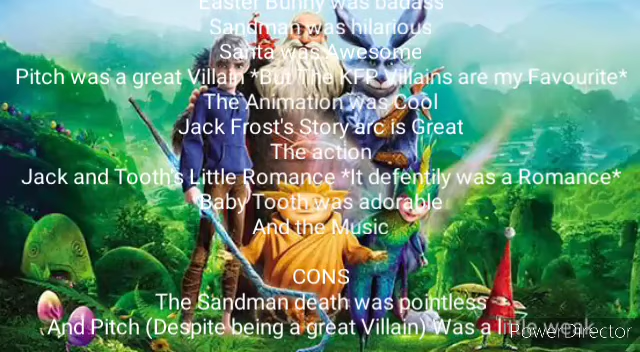 Easter Bunny was badass
Sandman was hilarious
Santa was Awesome
Pitch was a great Villain *But The KFP Villains are my Favourite*
The Animation was Cool
Jack Frost's Story arc is Great
The action
Jack and Tooth's Little Romance *It defently was a Romance*
Baby Tooth was adorable
And the Music
CONS
The Sandman death was pointless
And Pitch (Despite being a great Villain) Was a little weak
PowerDirector